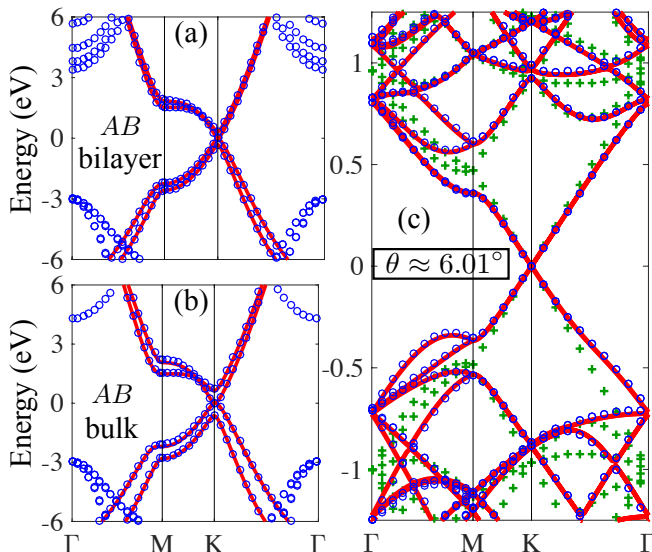 Energy (eV)
6
3
0
-3
-6
(a)
AB
bilayer
Energy (eV)
6
3
0
-3
-6
(b)
AB
bulk
Γ
M
K
Γ
1
0.5
0
-0.5
-1
(c)
θ ≈ 6.01°
Γ
M
K
Γ